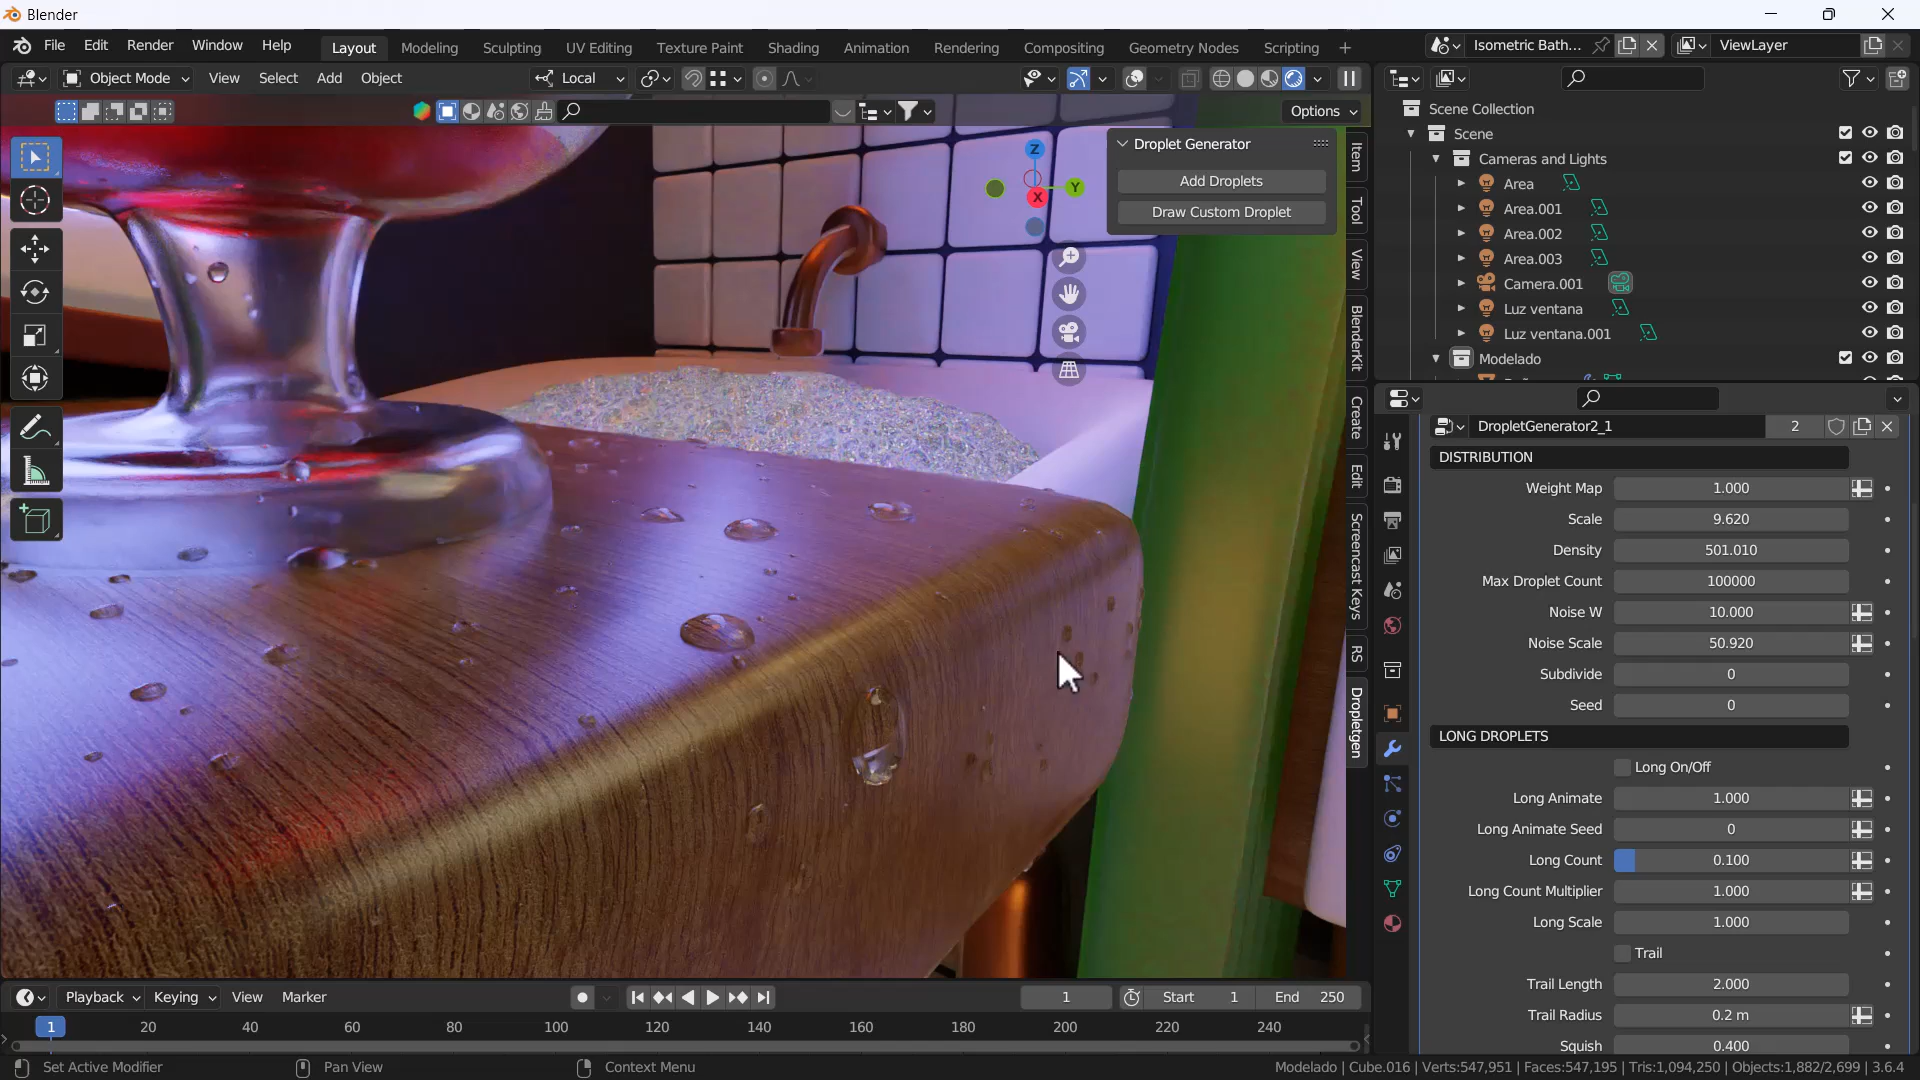 Blender
File Edit Render Window Help
Layout Modeling Sculpting UV Editing Texture Paint Shading Animation Rendering Compositing Geometry Nodes Scripting +
Isometric Bath...
ViewLayer
Object Mode View Select Add Object
Local
Options
Droplet Generator
Add Droplets
Draw Custom Droplet
Z
Y
X
Item
Tool
View
BlenderKit
Create
Edit
Screencast Keys
RS
Dropletgen
Scene Collection
Scene
Cameras and Lights
Area
Area.001
Area.002
Area.003
Camera.001
Luz ventana
Luz ventana.001
Modelado
DropletGenerator2_1 2
DISTRIBUTION
Weight Map 1.000
Scale 9.620
Density 501.010
Max Droplet Count 100000
Noise W 10.000
Noise Scale 50.920
Subdivide 0
Seed 0
LONG DROPLETS
Long On/Off
Long Animate 1.000
Long Animate Seed 0
Long Count 0.100
Long Count Multiplier 1.000
Long Scale 1.000
Trail
Trail Length 2.000
Trail Radius 0.2 m
Squish 0.400
Playback Keying View Marker
1 Start 1 End 250
1 20 40 60 80 100 120 140 160 180 200 220 240
Set Active Modifier Pan View Context Menu
Modelado | Cube.016 | Verts:547,951 | Faces:547,195 | Tris:1,094,250 | Objects:1,882/2,699 | 3.6.4